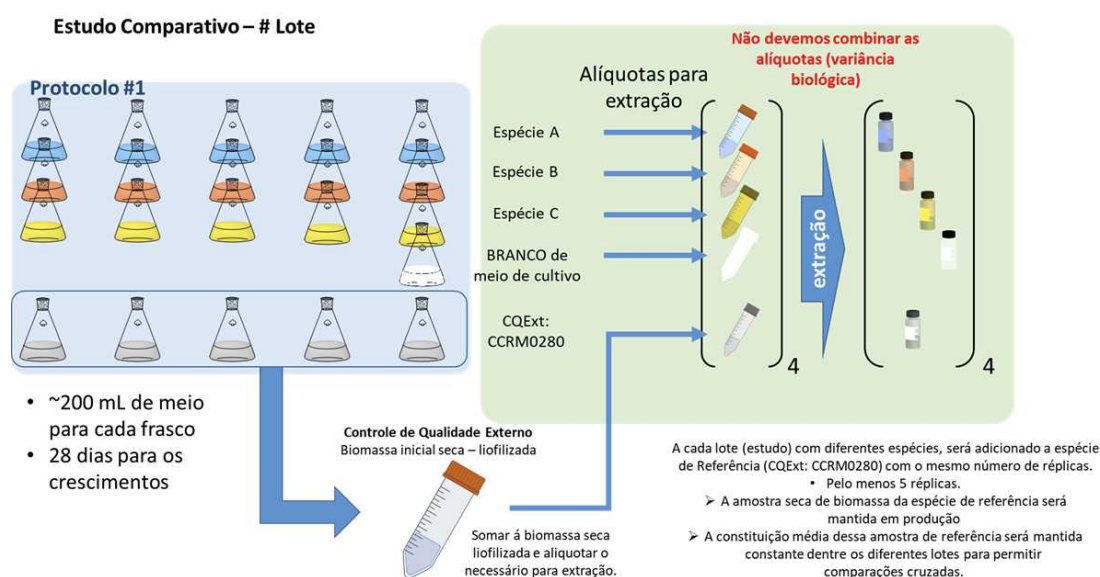 Estudo Comparativo – # Lote
Protocolo #1
Não devemos combinar as
alíquotas (variância
biológica)
Alíquotas para
extração
Espécie A
Espécie B
Espécie C
BRANCO de
meio de cultivo
CQExt:
CCRM0280
extração
4
4
• ~200 mL de meio
para cada frasco
• 28 dias para os
crescimentos
Controle de Qualidade Externo
Biomassa inicial seca – liofilizada
Somar á biomassa seca
liofilizada e aliquotar o
necessário para extração.
A cada lote (estudo) com diferentes espécies, será adicionado a espécie
de Referência (CQExt: CCRM0280) com o mesmo número de réplicas.
• Pelo menos 5 réplicas.
➢ A amostra seca de biomassa da espécie de referência será
mantida em produção
➢ A constituição média dessa amostra de referência será mantida
constante dentre os diferentes lotes para permitir
comparações cruzadas.